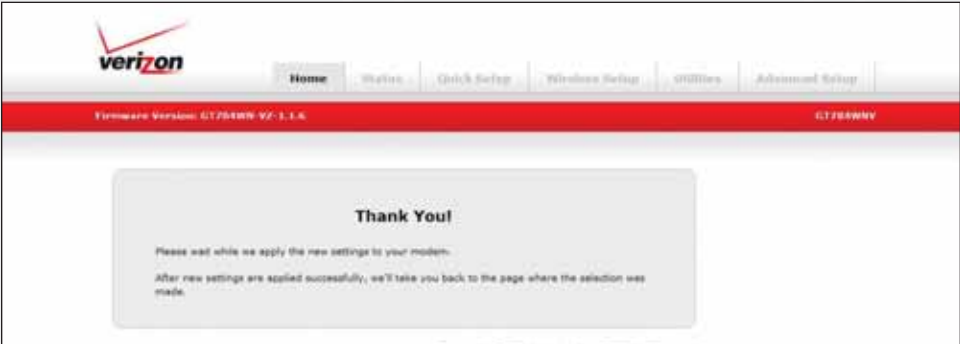 verizon
Home Status Quick Setup Wireless Setup Utilities Advanced Setup
Firmware Version: GT784WN-VZ-1.1.6 GT784WNV
Thank You!
Please wait while we apply the new settings to your modem.
After new settings are applied successfully, we'll take you back to the page where the selection was
made.